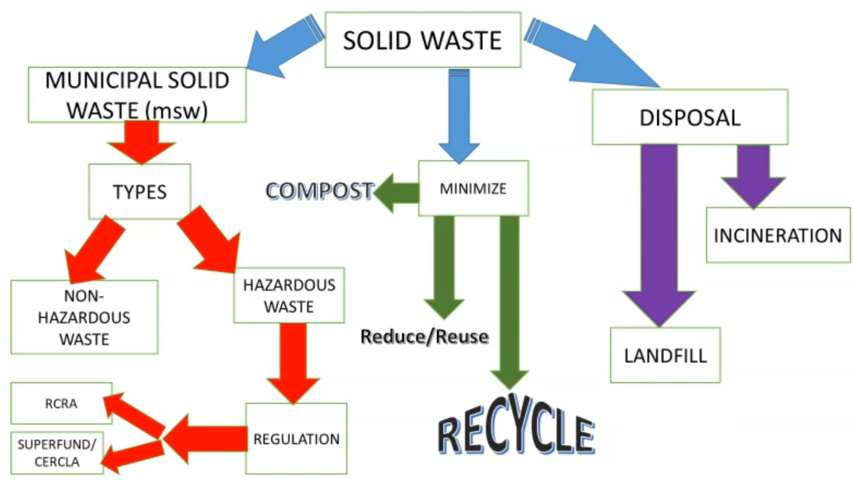 SOLID WASTE
MUNICIPAL SOLID
WASTE (msw)
DISPOSAL
TYPES
COMPOST
MINIMIZE
INCINERATION
NON-
HAZARDOUS
WASTE
HAZARDOUS
WASTE
Reduce/Reuse
LANDFILL
RCRA
SUPERFUND/
CERCLA
REGULATION
RECYCLE